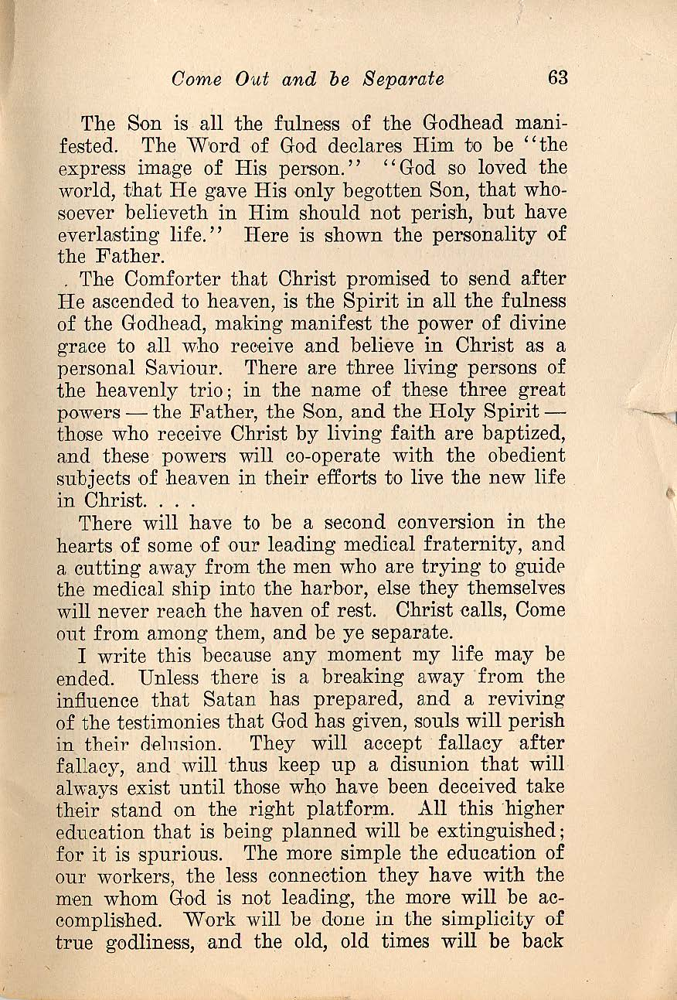 Come Out and be Separate 63
The Son is all the fulness of the Godhead mani-
fested. The Word of God declares Him to be "the
express image of His person." "God so loved the
world, that He gave His only begotten Son, that who-
soever believeth in Him should not perish, but have
everlasting life." Here is shown the personality of
the Father.
The Comforter that Christ promised to send after
He ascended to heaven, is the Spirit in all the fulness
of the Godhead, making manifest the power of divine
grace to all who receive and believe in Christ as a
personal Saviour. There are three living persons of
the heavenly trio; in the name of these three great
powers — the Father, the Son, and the Holy Spirit —
those who receive Christ by living faith are baptized,
and these powers will co-operate with the obedient
subjects of heaven in their efforts to live the new life
in Christ. . . .
There will have to be a second conversion in the
hearts of some of our leading medical fraternity, and
a cutting away from the men who are trying to guide
the medical ship into the harbor, else they themselves
will never reach the haven of rest. Christ calls, Come
out from among them, and be ye separate.
I write this because any moment my life may be
ended. Unless there is a breaking away from the
influence that Satan has prepared, and a reviving
of the testimonies that God has given, souls will perish
in their delusion. They will accept fallacy after
fallacy, and will thus keep up a disunion that will
always exist until those who have been deceived take
their stand on the right platform. All this higher
education that is being planned will be extinguished;
for it is spurious. The more simple the education of
our workers, the less connection they have with the
men whom God is not leading, the more will be ac-
complished. Work will be done in the simplicity of
true godliness, and the old, old times will be back